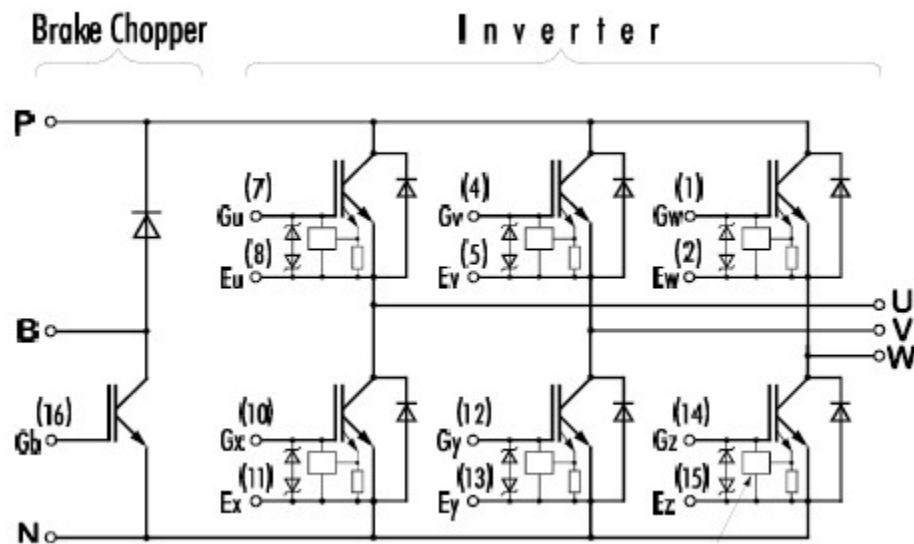 Brake Chopper Inverter
P
(7) (4) (1)
Gu Gv Gw
(8) (5) (2)
Eu Ev Ew
U
B V
W
(16) (10) (12) (14)
Gb Gx Gy Gz
(11) (13) (15)
Ex Ey Ez
N